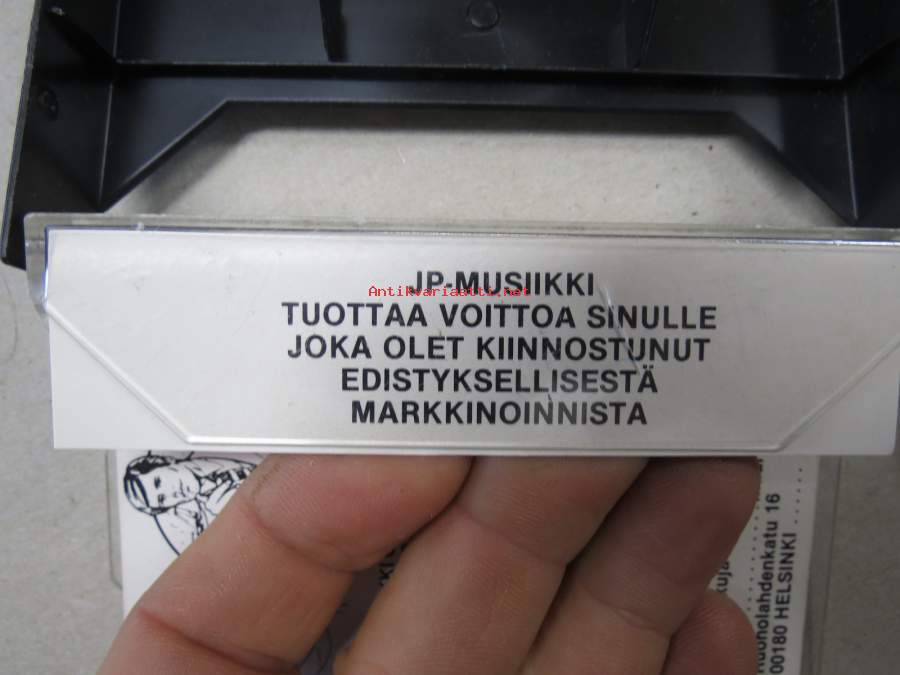 JP-MUSIIKKI
Antikvariaatti.net
TUOTTAA VOITTOA SINULLE
JOKA OLET KIINNOSTUNUT
EDISTYKSELLISESTÄ
MARKKINOINNISTA
Ruoholahdenkatu 16
00180 HELSINKI